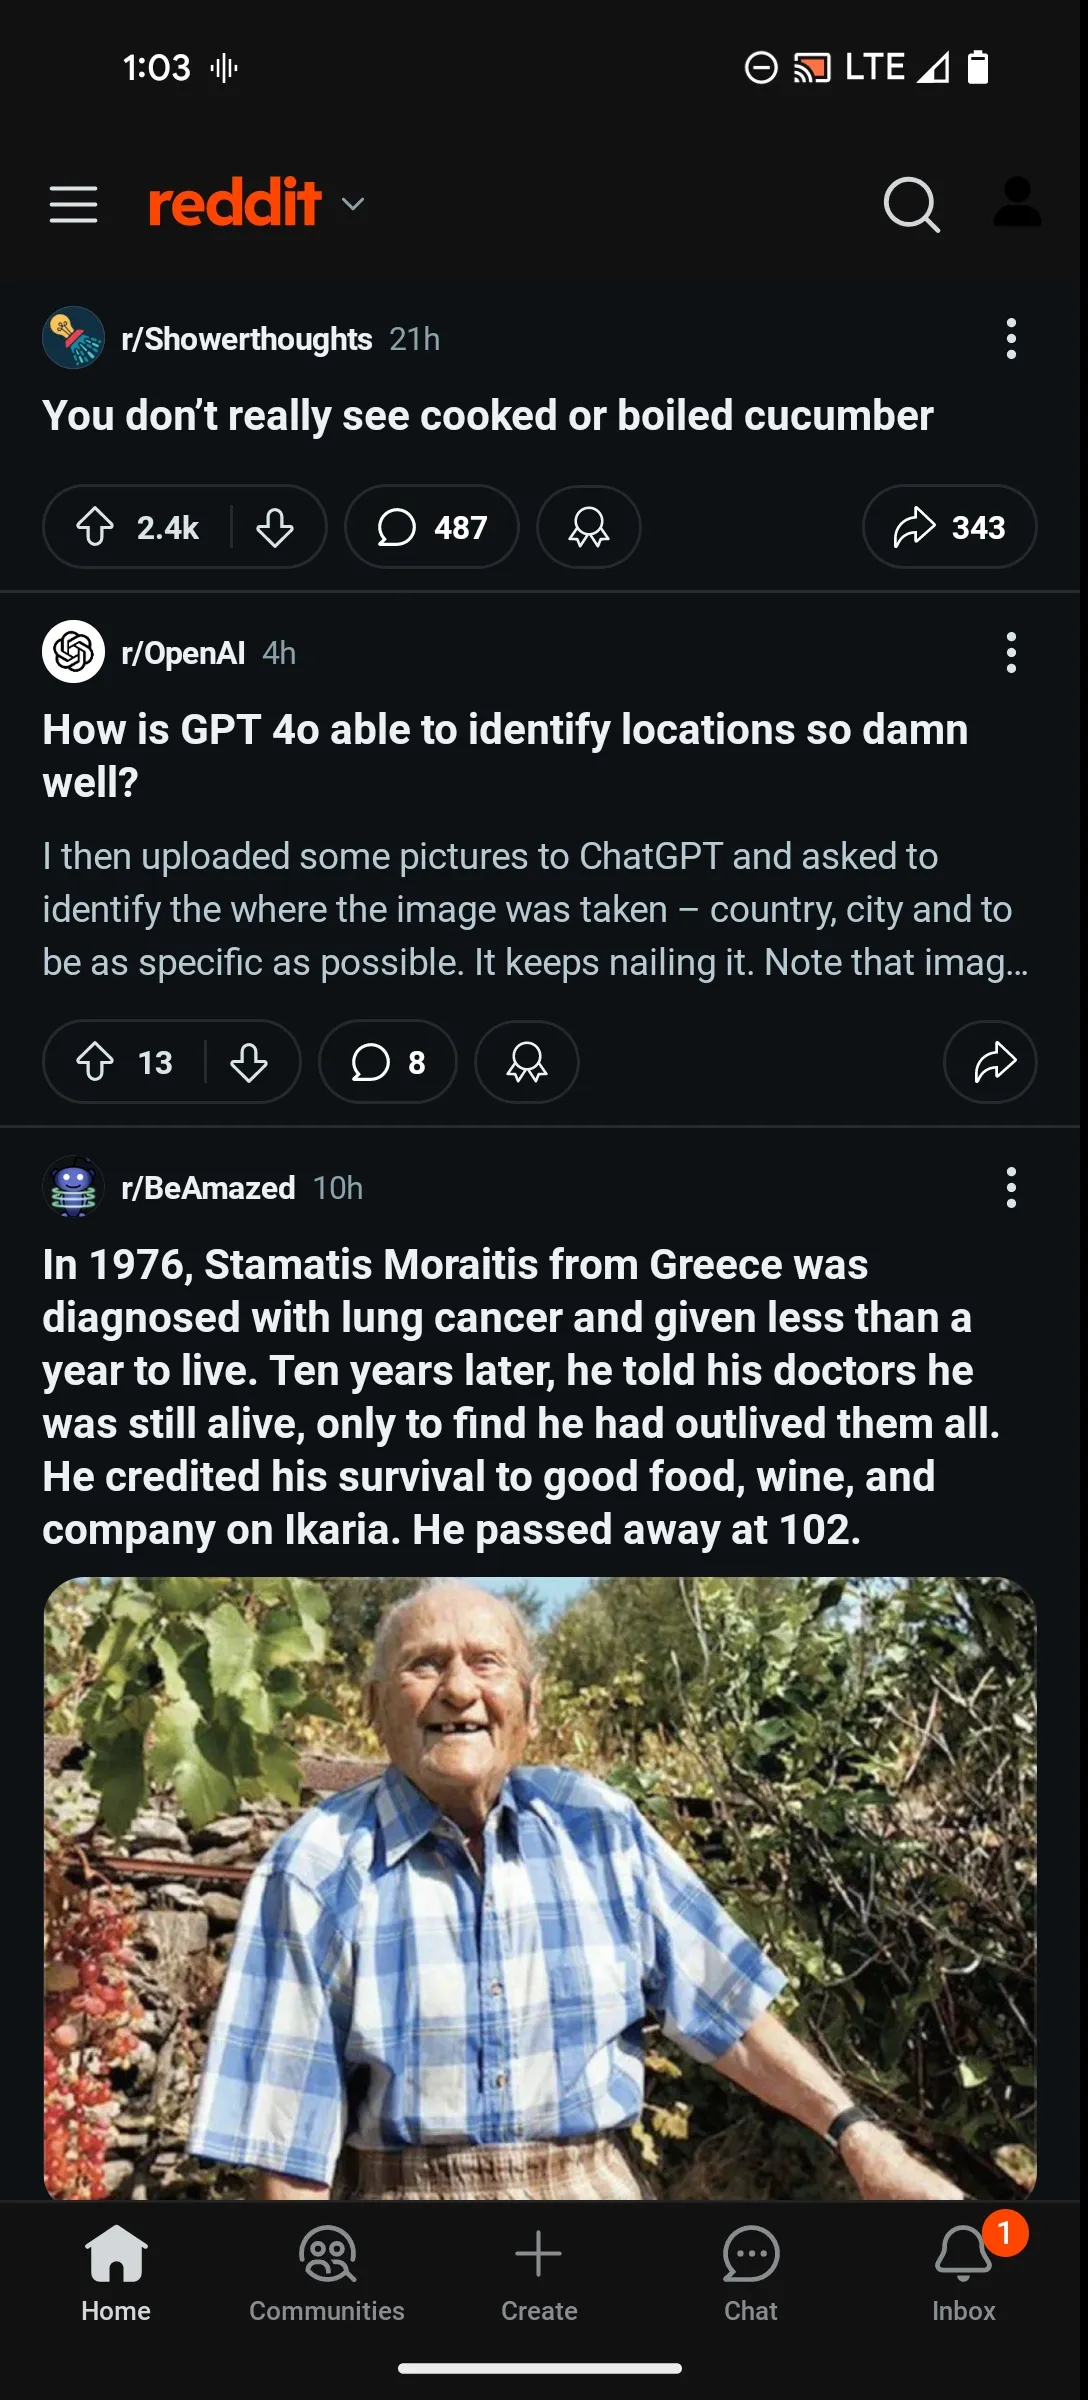 1:03
LTE
reddit
r/Showerthoughts 21h
You don’t really see cooked or boiled cucumber
2.4k
487
343
r/OpenAI 4h
How is GPT 4o able to identify locations so damn
well?
I then uploaded some pictures to ChatGPT and asked to
identify the where the image was taken – country, city and to
be as specific as possible. It keeps nailing it. Note that imag…
13
8
r/BeAmazed 10h
In 1976, Stamatis Moraitis from Greece was
diagnosed with lung cancer and given less than a
year to live. Ten years later, he told his doctors he
was still alive, only to find he had outlived them all.
He credited his survival to good food, wine, and
company on Ikaria. He passed away at 102.
1
Home
Communities
Create
Chat
Inbox